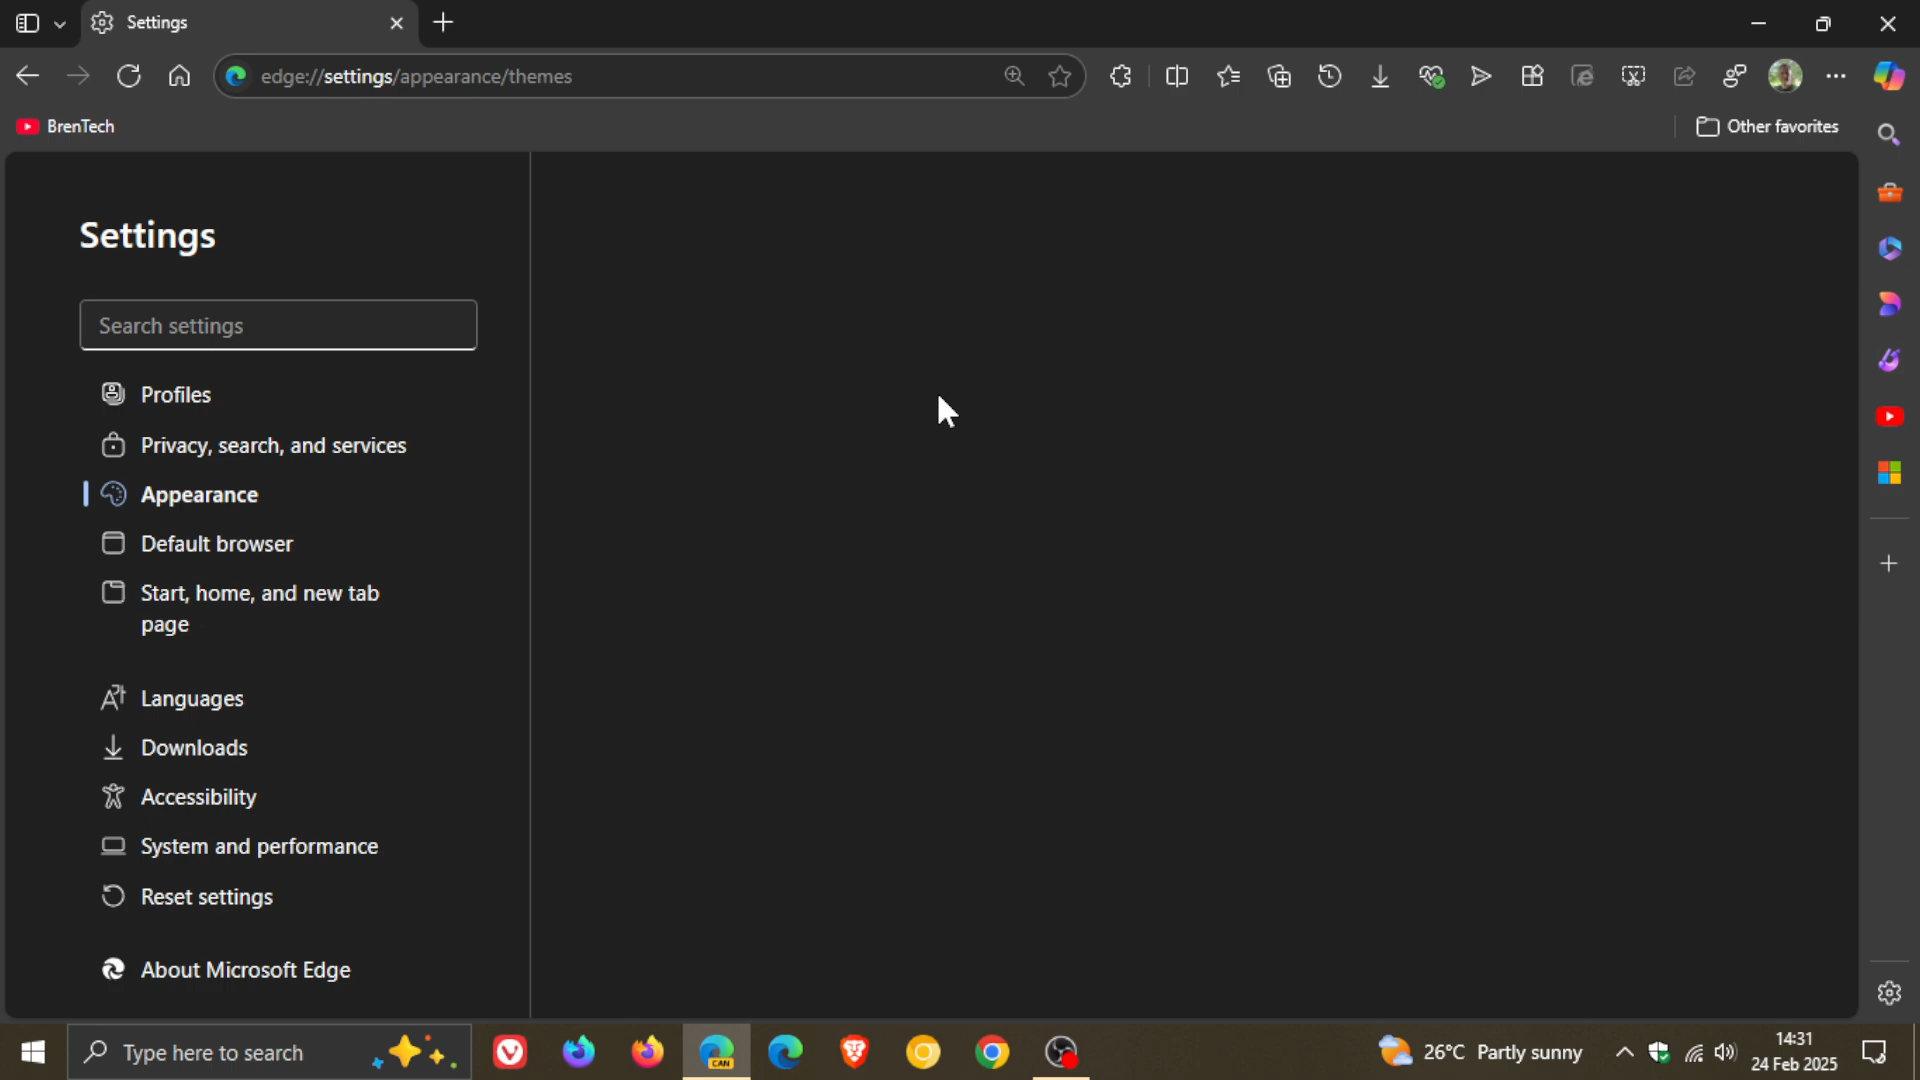 Settings
edge://settings/appearance/themes
BrenTech
Other favorites
Settings
Search settings
Profiles
Privacy, search, and services
Appearance
Default browser
Start, home, and new tab
page
Languages
Downloads
Accessibility
System and performance
Reset settings
About Microsoft Edge
Type here to search
CAN
26°C Partly sunny
14:31
24 Feb 2025